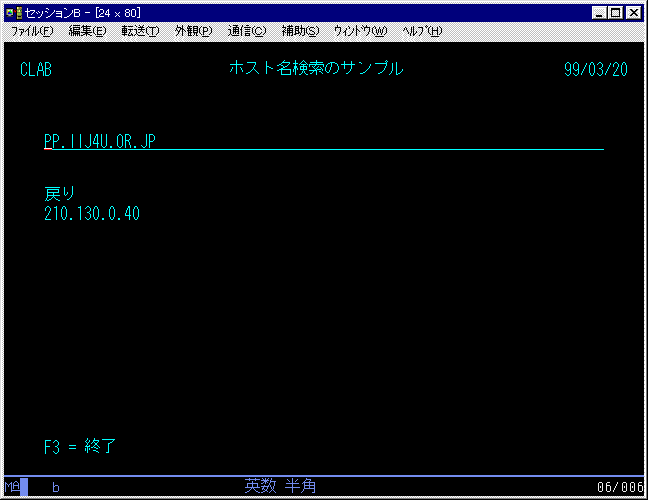 セッションB - [24 × 80]
ファイル(F) 編集(E) 転送(T) 外観(P) 通信(C) 補助(S) ウィンドウ(W) ヘルプ(H)
CLAB ホスト名検索のサンプル 99/03/20
PP.IIJ4U.OR.JP
戻り
210.130.0.40
F3 = 終了
MA b 英数 半角 06/006